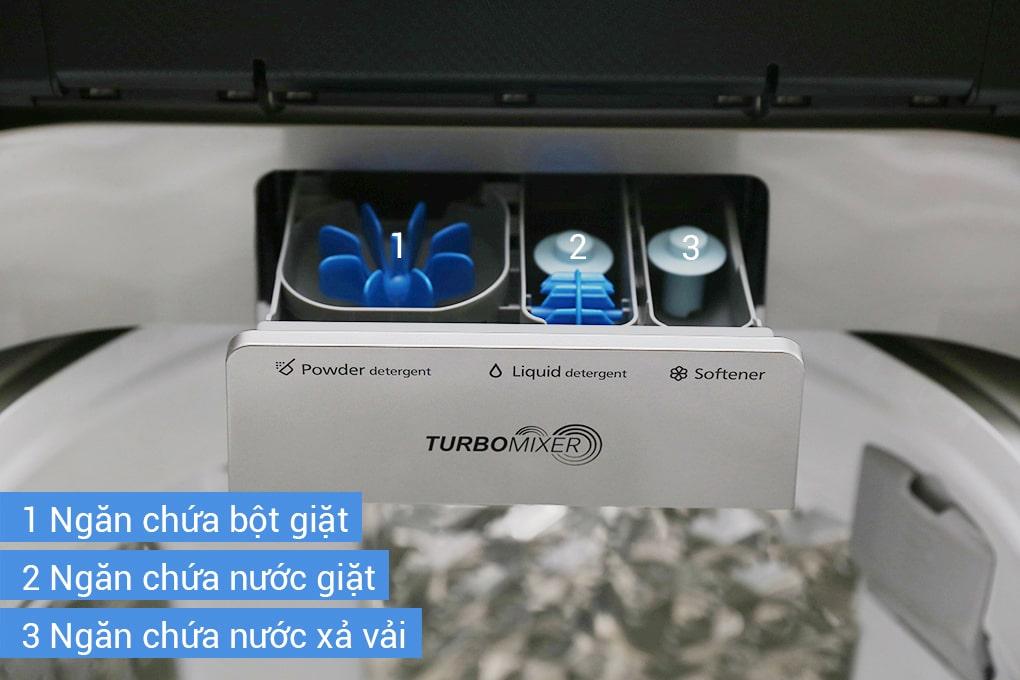 1 2 3
Powder detergent Liquid detergent Softener
TURBOMIXER
1 Ngăn chứa bột giặt
2 Ngăn chứa nước giặt
3 Ngăn chứa nước xả vải